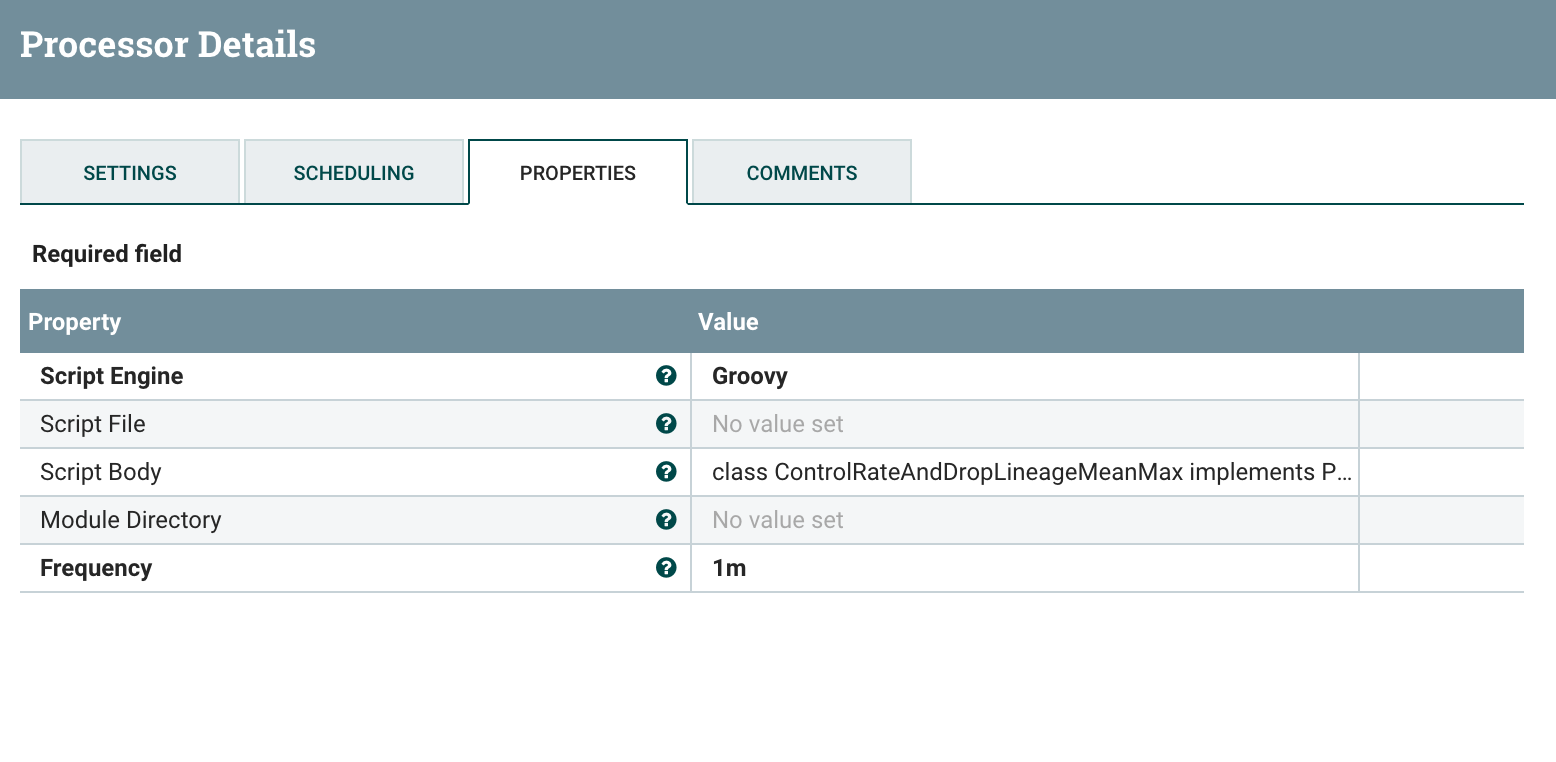 Processor Details
SETTINGS SCHEDULING PROPERTIES COMMENTS
Required field
Property Value
Script Engine ? Groovy
Script File ? No value set
Script Body ? class ControlRateAndDropLineageMeanMax implements P...
Module Directory ? No value set
Frequency ? 1m